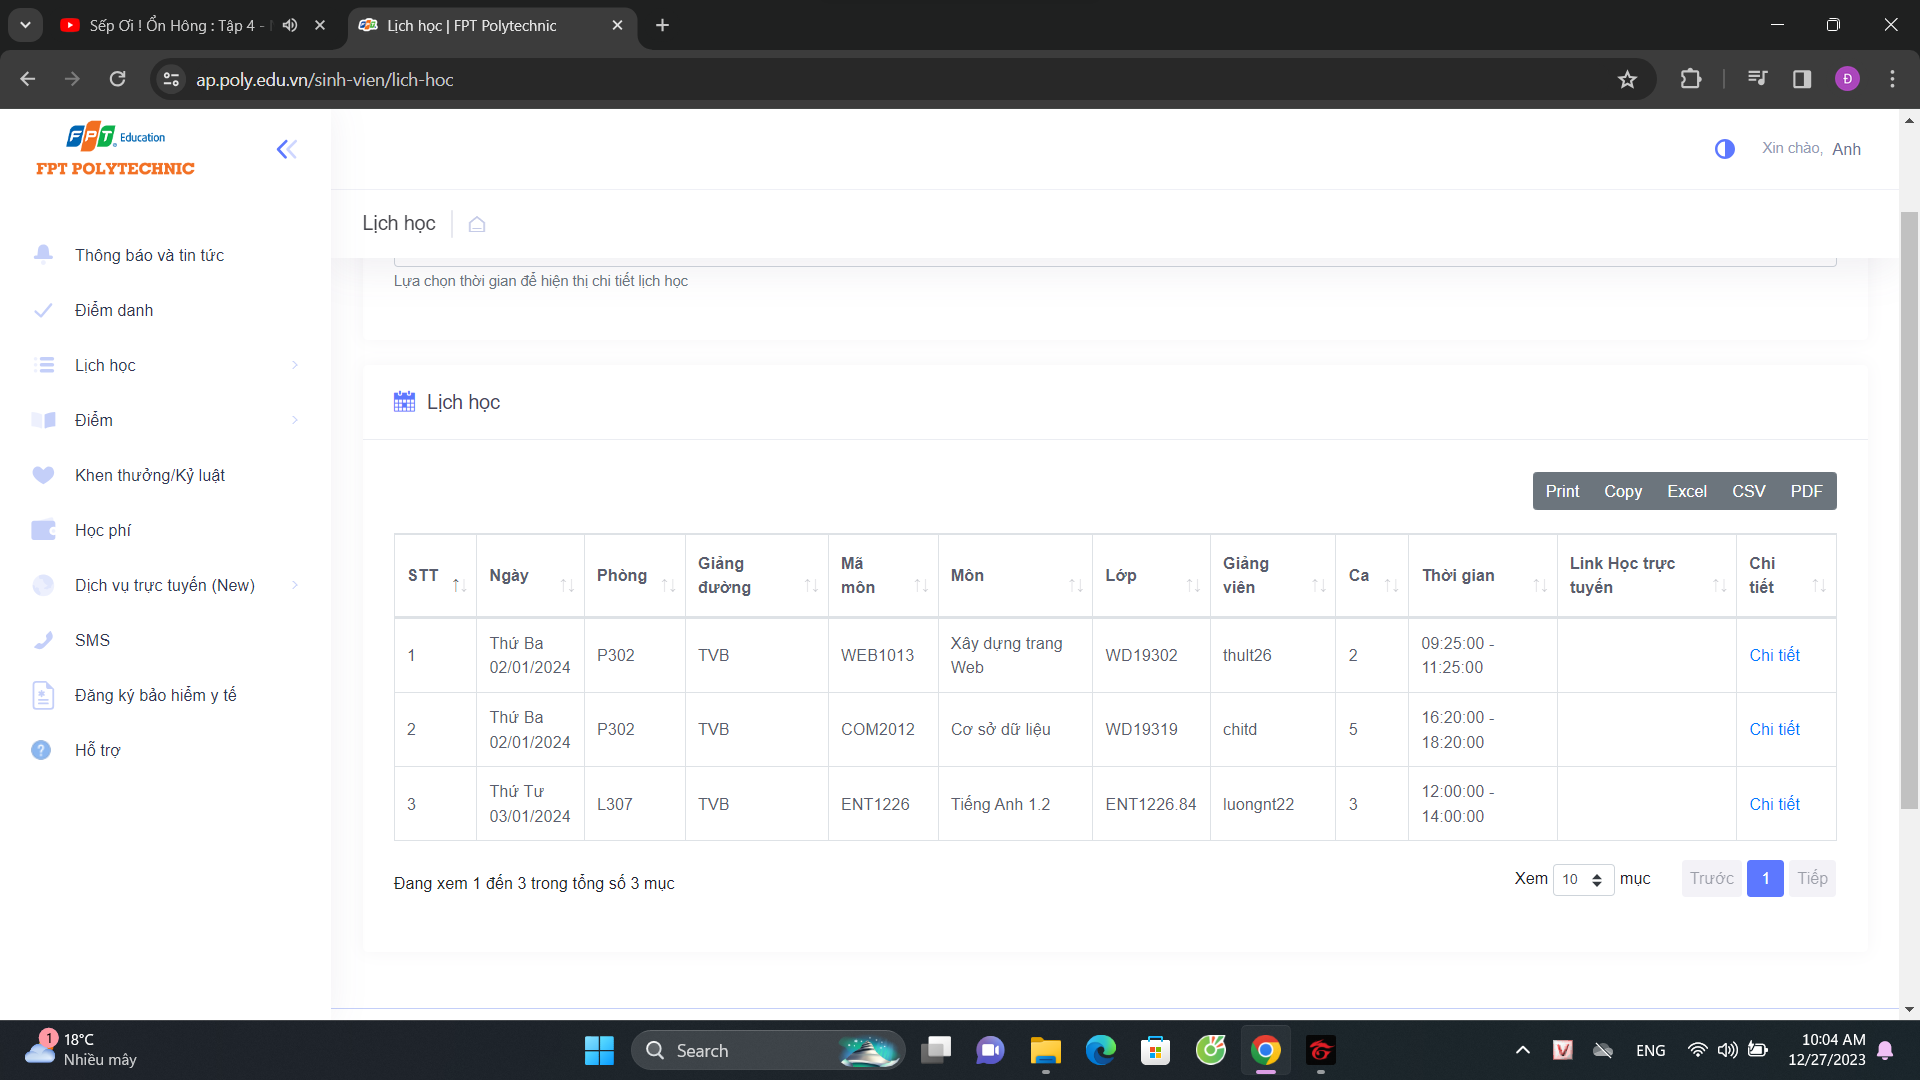 Sếp Ơi ! Ổn Hông : Tập 4 -
Lịch học | FPT Polytechnic
ap.poly.edu.vn/sinh-vien/lich-hoc
Đ
FPT Education
FPT POLYTECHNIC
Xin chào, Anh
Lịch học
Thông báo và tin tức
Điểm danh
Lịch học
Điểm
Khen thưởng/Kỷ luật
Học phí
Dịch vụ trực tuyến (New)
SMS
Đăng ký bảo hiểm y tế
Hỗ trợ
Lựa chọn thời gian để hiện thị chi tiết lịch học
Lịch học
Print Copy Excel CSV PDF
STT Ngày Phòng Giảng đường Mã môn Môn Lớp Giảng viên Ca Thời gian Link Học trực tuyến Chi tiết
1 Thứ Ba 02/01/2024 P302 TVB WEB1013 Xây dựng trang Web WD19302 thult26 2 09:25:00 - 11:25:00 Chi tiết
2 Thứ Ba 02/01/2024 P302 TVB COM2012 Cơ sở dữ liệu WD19319 chitd 5 16:20:00 - 18:20:00 Chi tiết
3 Thứ Tư 03/01/2024 L307 TVB ENT1226 Tiếng Anh 1.2 ENT1226.84 luongnt22 3 12:00:00 - 14:00:00 Chi tiết
Đang xem 1 đến 3 trong tổng số 3 mục
Xem 10 mục
Trước 1 Tiếp
1
18°C
Nhiều mây
Search
V
ENG
10:04 AM
12/27/2023